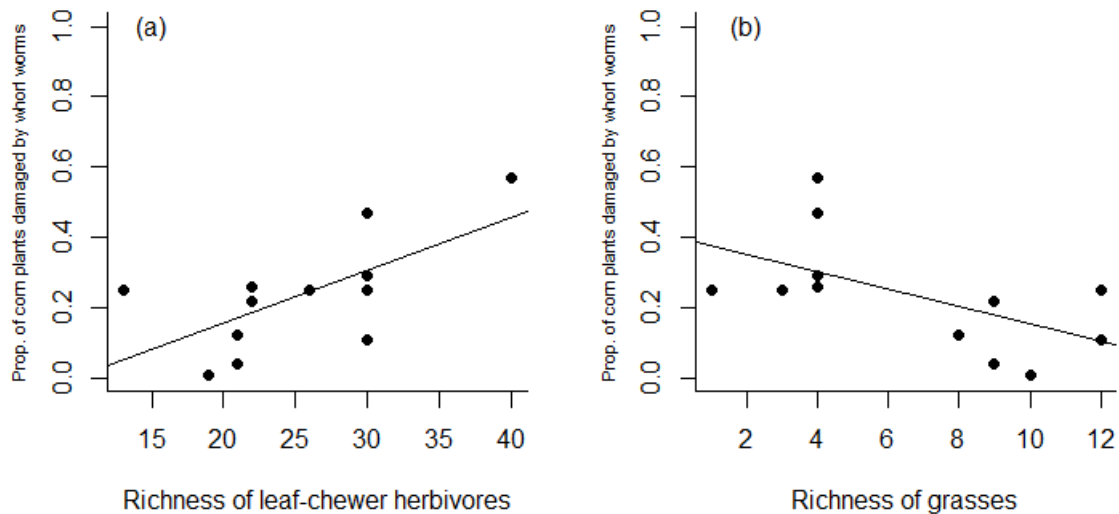 (a)
Prop. of corn plants damaged by whorl worms
1.0
0.8
0.6
0.4
0.2
0.0
15 20 25 30 35 40
Richness of leaf-chewer herbivores
(b)
Prop. of corn plants damaged by whorl worms
1.0
0.8
0.6
0.4
0.2
0.0
2 4 6 8 10 12
Richness of grasses